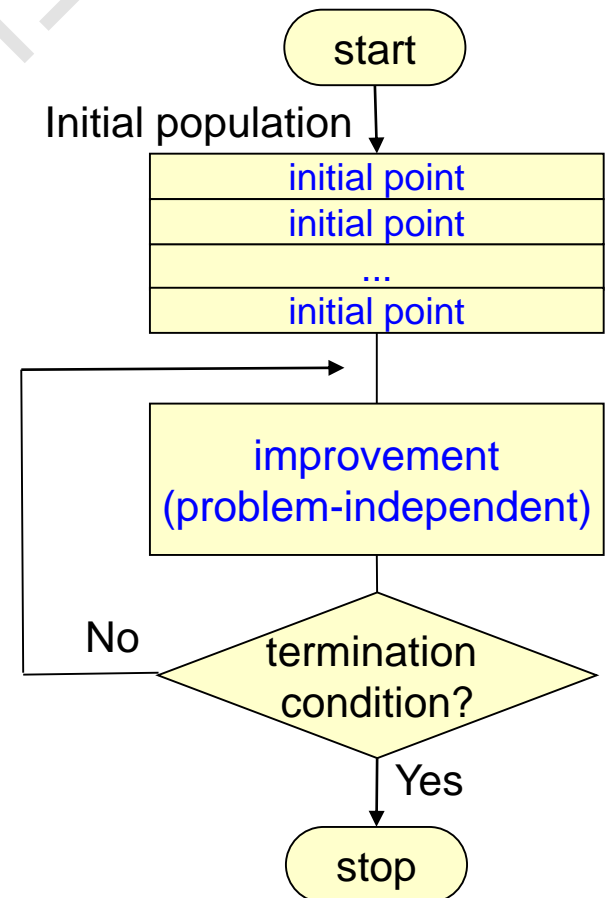 start
Initial population
initial point
initial point
...
initial point
improvement
(problem-independent)
No
termination
condition?
Yes
stop